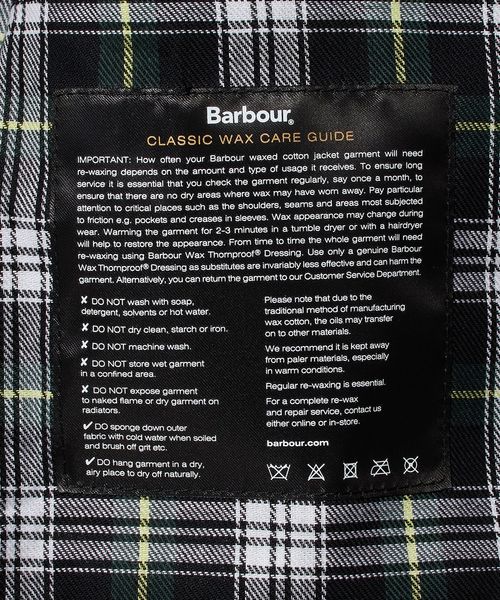 Barbour®
CLASSIC WAX CARE GUIDE
IMPORTANT: How often your Barbour waxed cotton jacket garment will need
re-waxing depends on the amount and type of usage it receives. To ensure long
service it is essential that you check the garment regularly, say once a month, to
ensure that there are no dry areas where wax may have worn away. Pay particular
attention to critical places such as the shoulders, seams and areas most subjected
to friction e.g. pockets and creases in sleeves. Wax appearance may change during
wear. Warming the garment for 2-3 minutes in a tumble dryer or with a hairdryer
will help to restore the appearance. From time to time the whole garment will need
re-waxing using Barbour Wax Thornproof® Dressing. Use only a genuine Barbour
Wax Thornproof® Dressing as substitutes are invariably less effective and can harm the
garment. Alternatively, you can return the garment to our Customer Service Department.
✘ DO NOT wash with soap,
detergent, solvents or hot water.
✘ DO NOT dry clean, starch or iron.
✘ DO NOT machine wash.
✘ DO NOT store wet garment
in a confined area.
✘ DO NOT expose garment
to naked flame or dry garment on
radiators.
✓ DO sponge down outer
fabric with cold water when soiled
and brush off grit etc.
✓ DO hang garment in a dry,
airy place to dry off naturally.
Please note that due to the
traditional method of manufacturing
wax cotton, the oils may transfer
on to other materials.
We recommend it is kept away
from paler materials, especially
in warm conditions.
Regular re-waxing is essential.
For a complete re-wax
and repair service, contact us
either online or in-store.
barbour.com